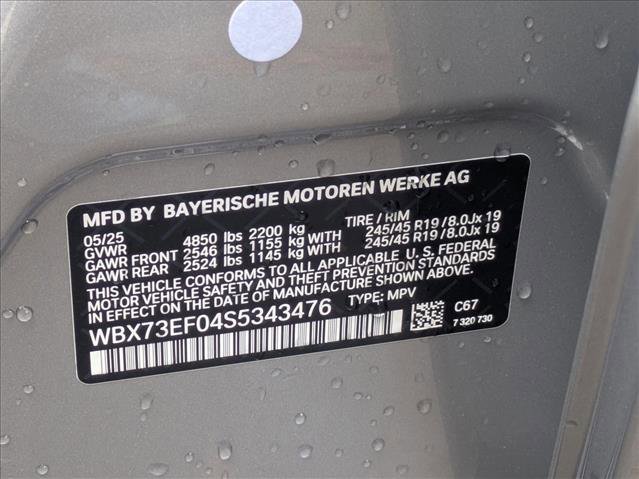 MFD BY BAYERISCHE MOTOREN WERKE AG
05/25 TIRE / RIM
GVWR 4850 lbs 2200 kg
GAWR FRONT 2546 lbs 1155 kg WITH 245/45 R19 / 8.0Jx 19
GAWR REAR 2524 lbs 1145 kg WITH 245/45 R19 / 8.0Jx 19
THIS VEHICLE CONFORMS TO ALL APPLICABLE U. S. FEDERAL
MOTOR VEHICLE SAFETY, BUMPER, AND THEFT PREVENTION STANDARDS
IN EFFECT ON THE DATE OF MANUFACTURE SHOWN ABOVE.
WBX73EF04S5343476 TYPE: MPV
C67
7 320 730